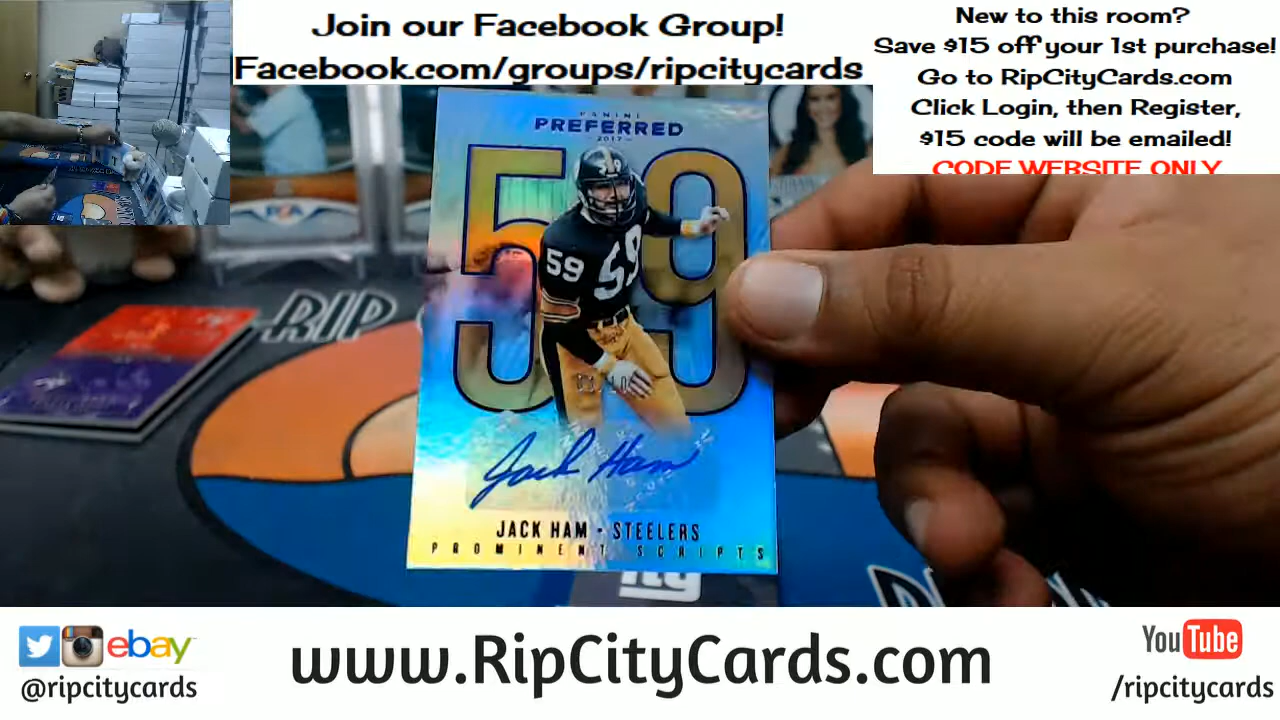 Join our Facebook Group!
Facebook.com/groups/ripcitycards
New to this room?
Save $15 off your 1st purchase!
Go to RipCityCards.com
Click Login, then Register,
$15 code will be emailed!
CODE WEBSITE ONLY
PANINI
PREFERRED
2017
59
59
59
RIP
Jack Ham
JACK HAM • STEELERS
PROMINENT SCRIPTS
ebay
@ripcitycards
www.RipCityCards.com
YouTube
/ripcitycards